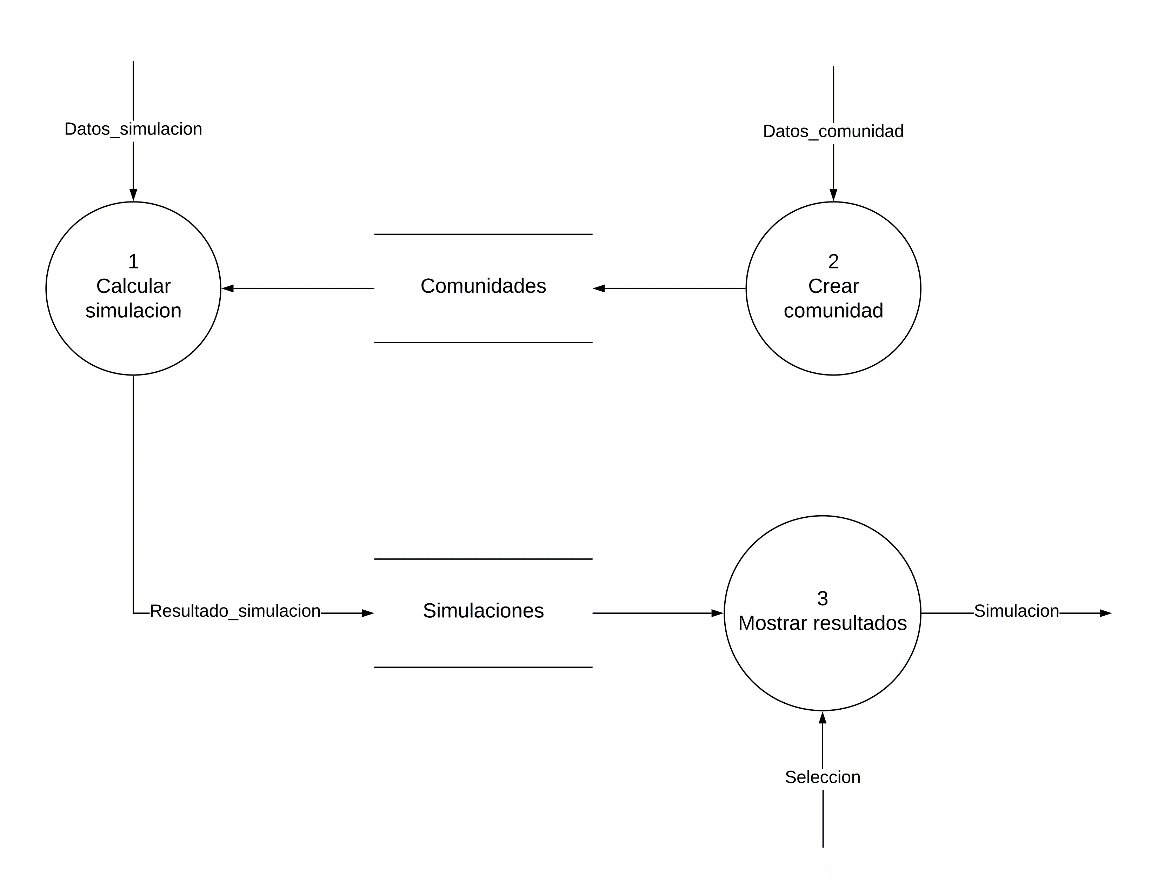 Datos_simulacion
Datos_comunidad
1
Calcular
simulacion
Comunidades
2
Crear
comunidad
Resultado_simulacion
Simulaciones
3
Mostrar resultados
Simulacion
Seleccion